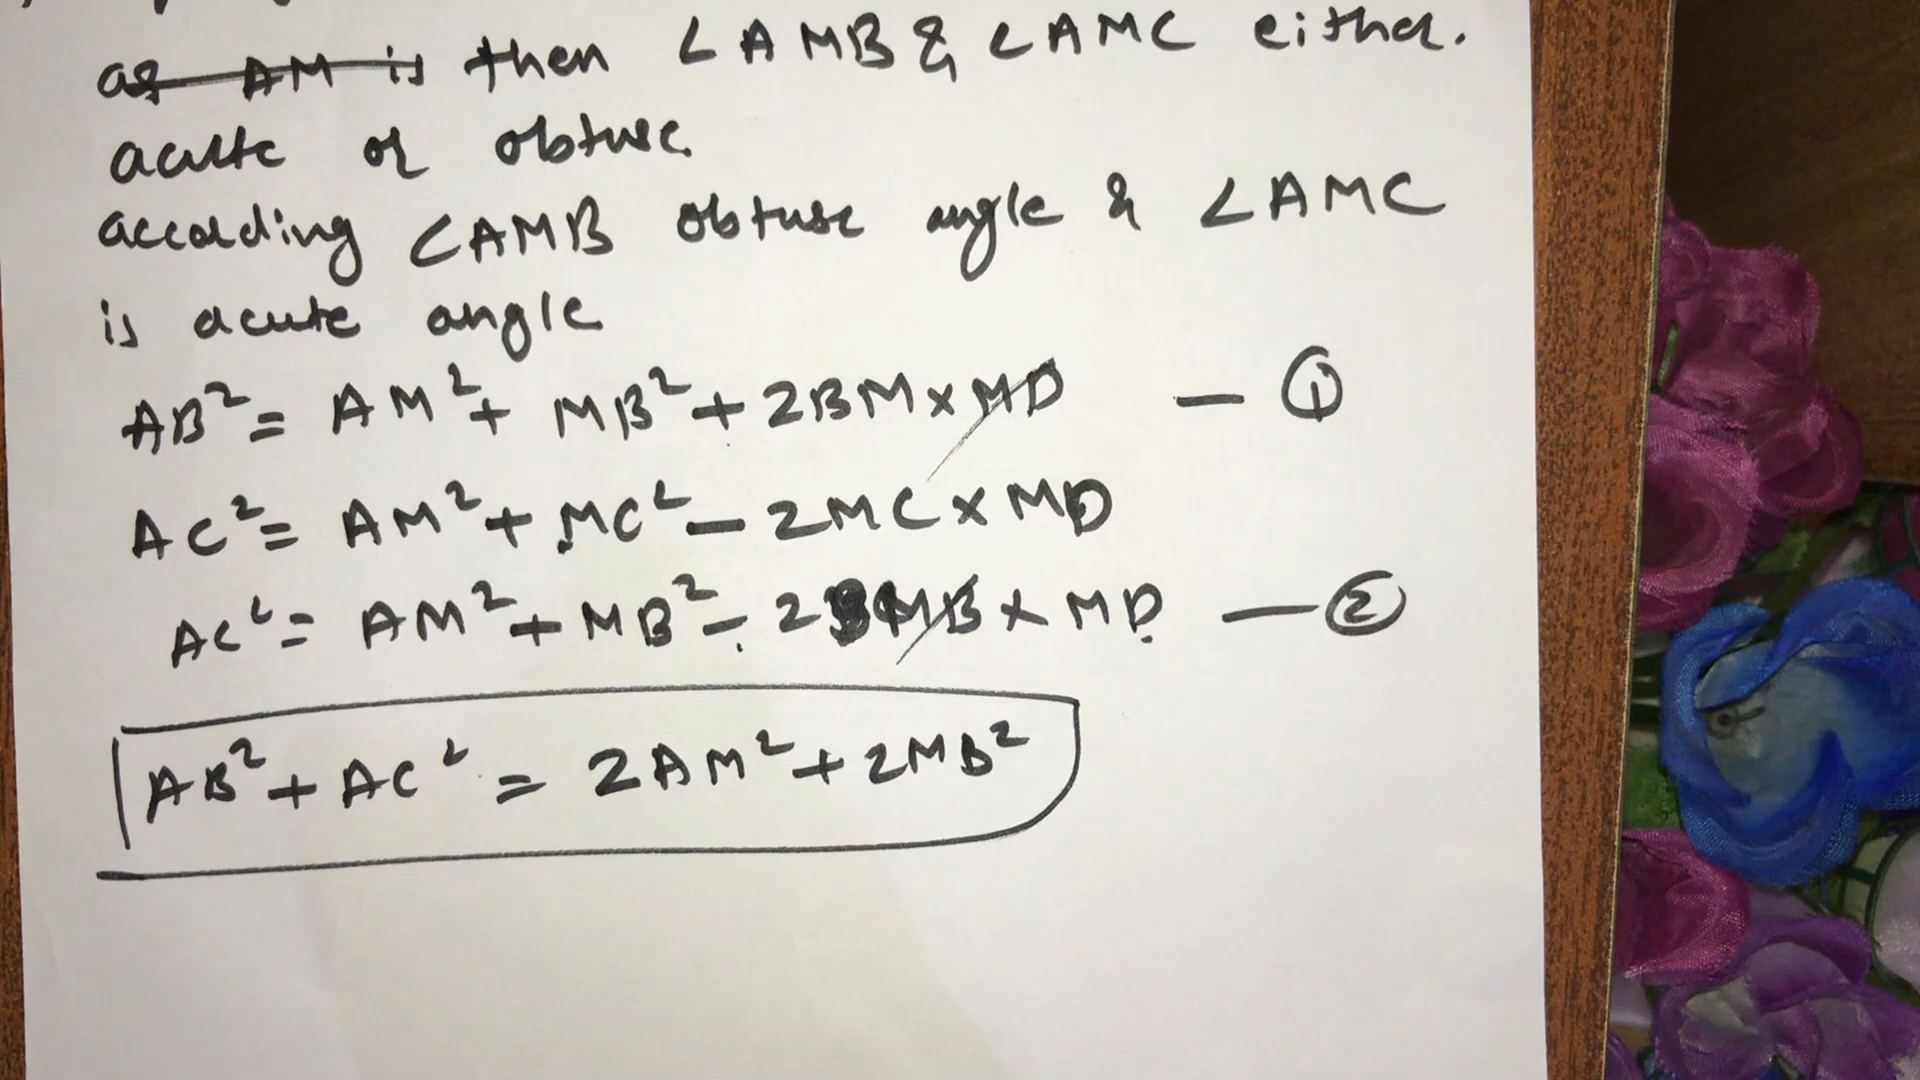 as AM is then ∠AMB & ∠AMC either.
acute or obtuse.
according ∠AMB obtuse angle & ∠AMC
is acute angle
AB² = AM² + MB² + 2BM × MD — ①
AC² = AM² + MC² − 2MC × MD
AC² = AM² + MB² − 2MB × MD — ②
AB² + AC² = 2AM² + 2MB²